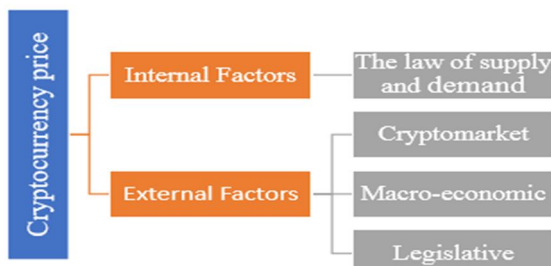 Cryptocurrency price
Internal Factors
The law of supply
and demand
External Factors
Cryptomarket
Macro-economic
Legislative